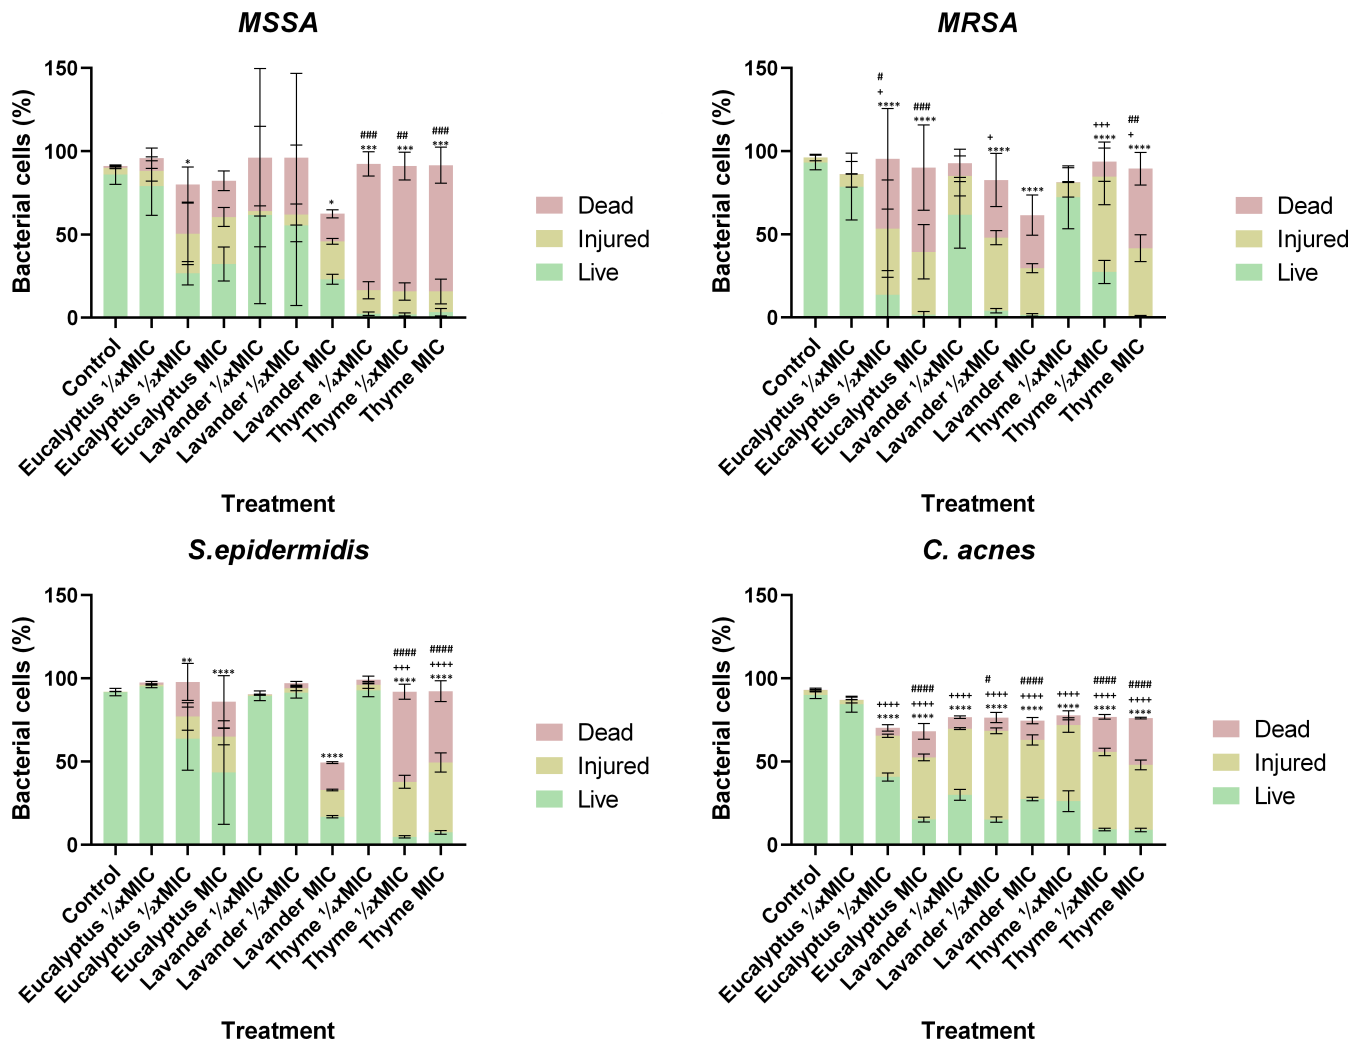 MSSA
Bacterial cells (%)
150
100
50
0
*
*
###
***
##
***
###
***
Dead
Injured
Live
Control
Eucalyptus ¼xMIC
Eucalyptus ½xMIC
Eucalyptus MIC
Lavander ¼xMIC
Lavander ½xMIC
Lavander MIC
Thyme ¼xMIC
Thyme ½xMIC
Thyme MIC
Treatment
MRSA
Bacterial cells (%)
150
100
50
0
#
+
****
###
****
+
****
****
+++
****
##
+
****
Dead
Injured
Live
Control
Eucalyptus ¼xMIC
Eucalyptus ½xMIC
Eucalyptus MIC
Lavander ¼xMIC
Lavander ½xMIC
Lavander MIC
Thyme ¼xMIC
Thyme ½xMIC
Thyme MIC
Treatment
S.epidermidis
Bacterial cells (%)
150
100
50
0
**
****
****
####
+++
****
####
++++
****
Dead
Injured
Live
Control
Eucalyptus ¼xMIC
Eucalyptus ½xMIC
Eucalyptus MIC
Lavander ¼xMIC
Lavander ½xMIC
Lavander MIC
Thyme ¼xMIC
Thyme ½xMIC
Thyme MIC
Treatment
C. acnes
Bacterial cells (%)
150
100
50
0
++++
****
####
++++
****
++++
****
#
++++
****
####
++++
****
++++
****
####
++++
****
####
++++
****
Dead
Injured
Live
Control
Eucalyptus ¼xMIC
Eucalyptus ½xMIC
Eucalyptus MIC
Lavander ¼xMIC
Lavander ½xMIC
Lavander MIC
Thyme ¼xMIC
Thyme ½xMIC
Thyme MIC
Treatment